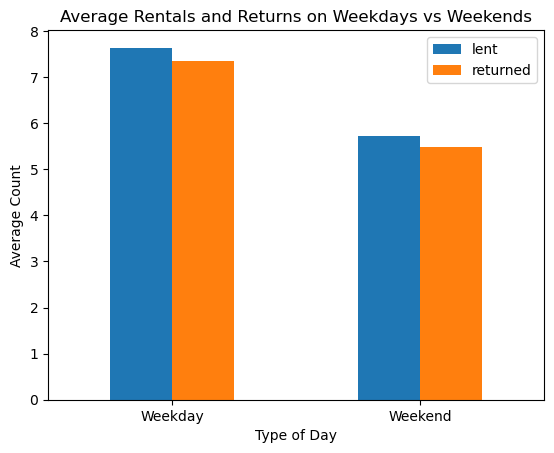 Average Rentals and Returns on Weekdays vs Weekends
lent
returned
8
7
6
5
4
3
2
1
0
Average Count
Weekday
Weekend
Type of Day